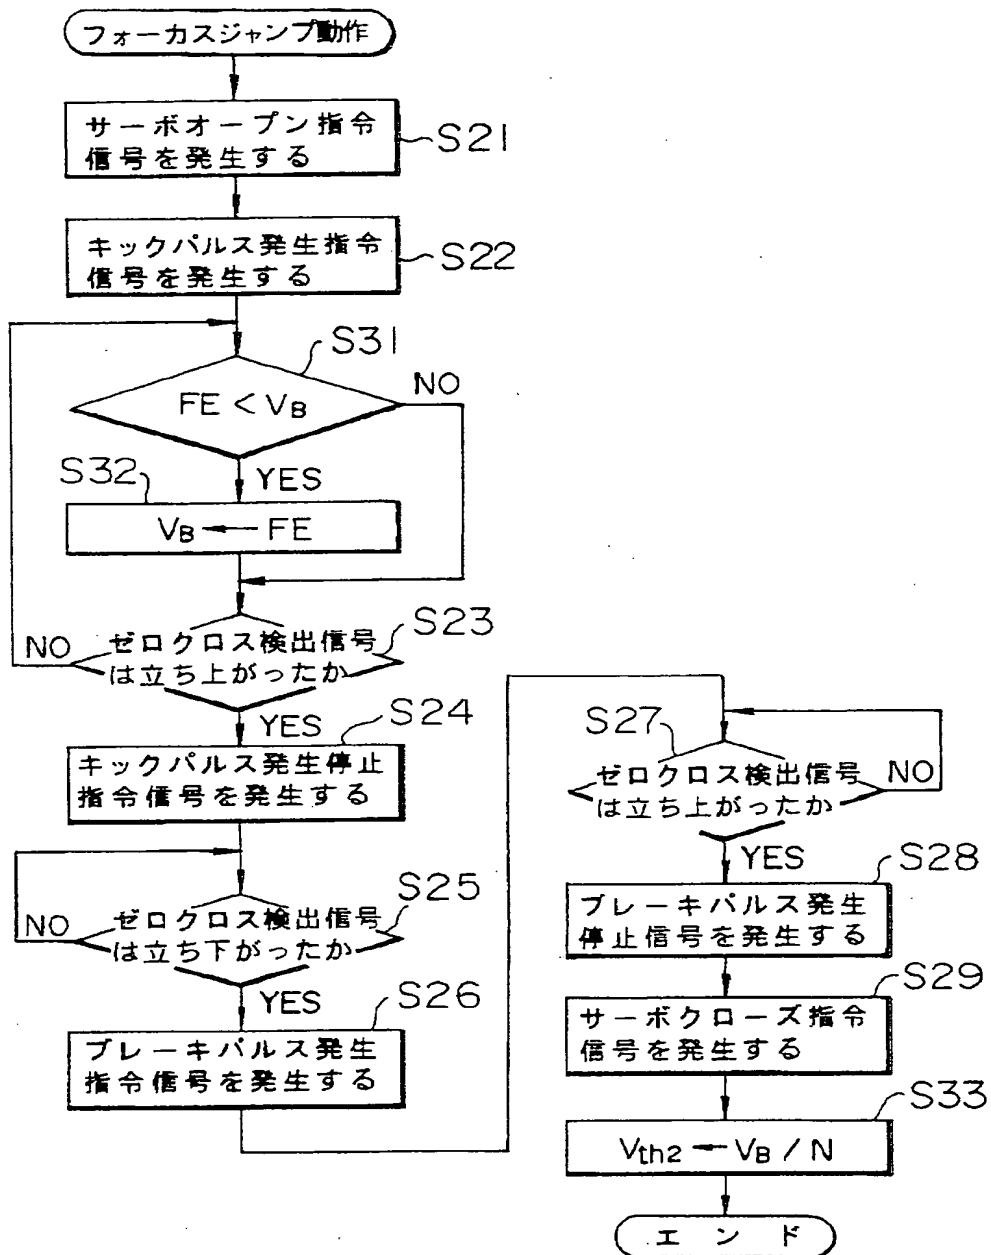 フォーカスジャンプ動作
サーボオープン指令
信号を発生する
S21
キックパルス発生指令
信号を発生する
S22
S31
FE < VB
NO
YES
S32
VB ← FE
S23
ゼロクロス検出信号
は立ち上がったか
NO
YES
S24
キックパルス発生停止
指令信号を発生する
S25
ゼロクロス検出信号
は立ち下がったか
NO
YES
S26
ブレーキパルス発生
指令信号を発生する
S27
ゼロクロス検出信号
は立ち上がったか
NO
YES
S28
ブレーキパルス発生
停止信号を発生する
S29
サーボクローズ指令
信号を発生する
S33
Vth2 ← VB / N
エンド